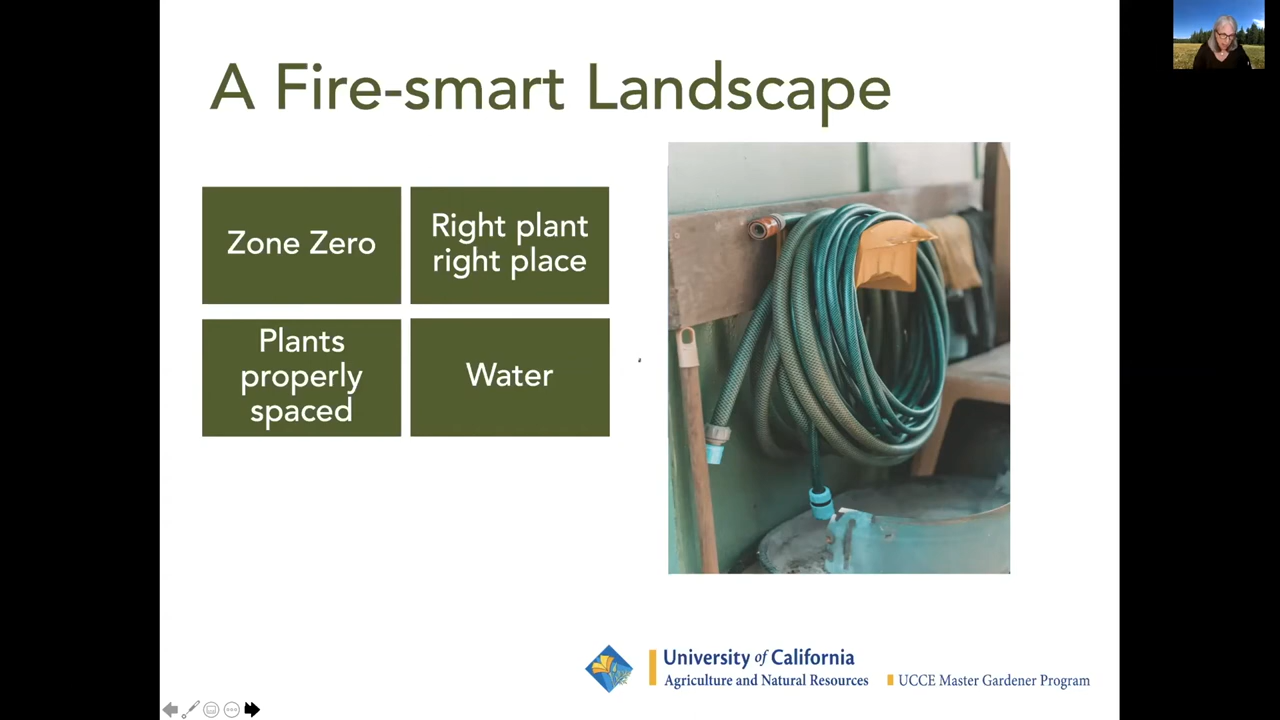 A Fire-smart Landscape
Zone Zero
Right plant
right place
Plants
properly
spaced
Water
University of California
Agriculture and Natural Resources
UCCE Master Gardener Program